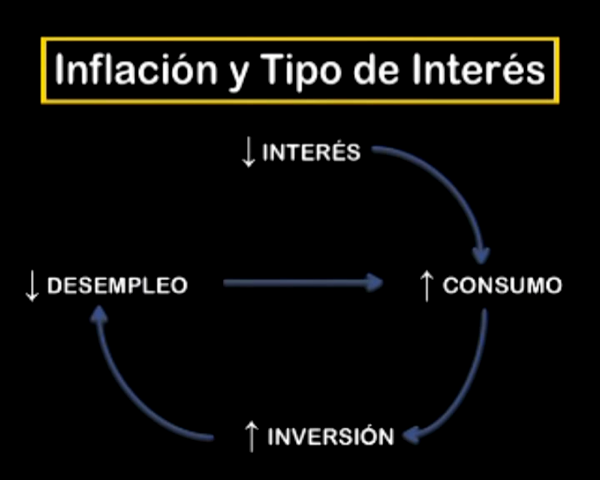 Inflación y Tipo de Interés
↓ INTERÉS
↓ DESEMPLEO
↑ CONSUMO
↑ INVERSIÓN